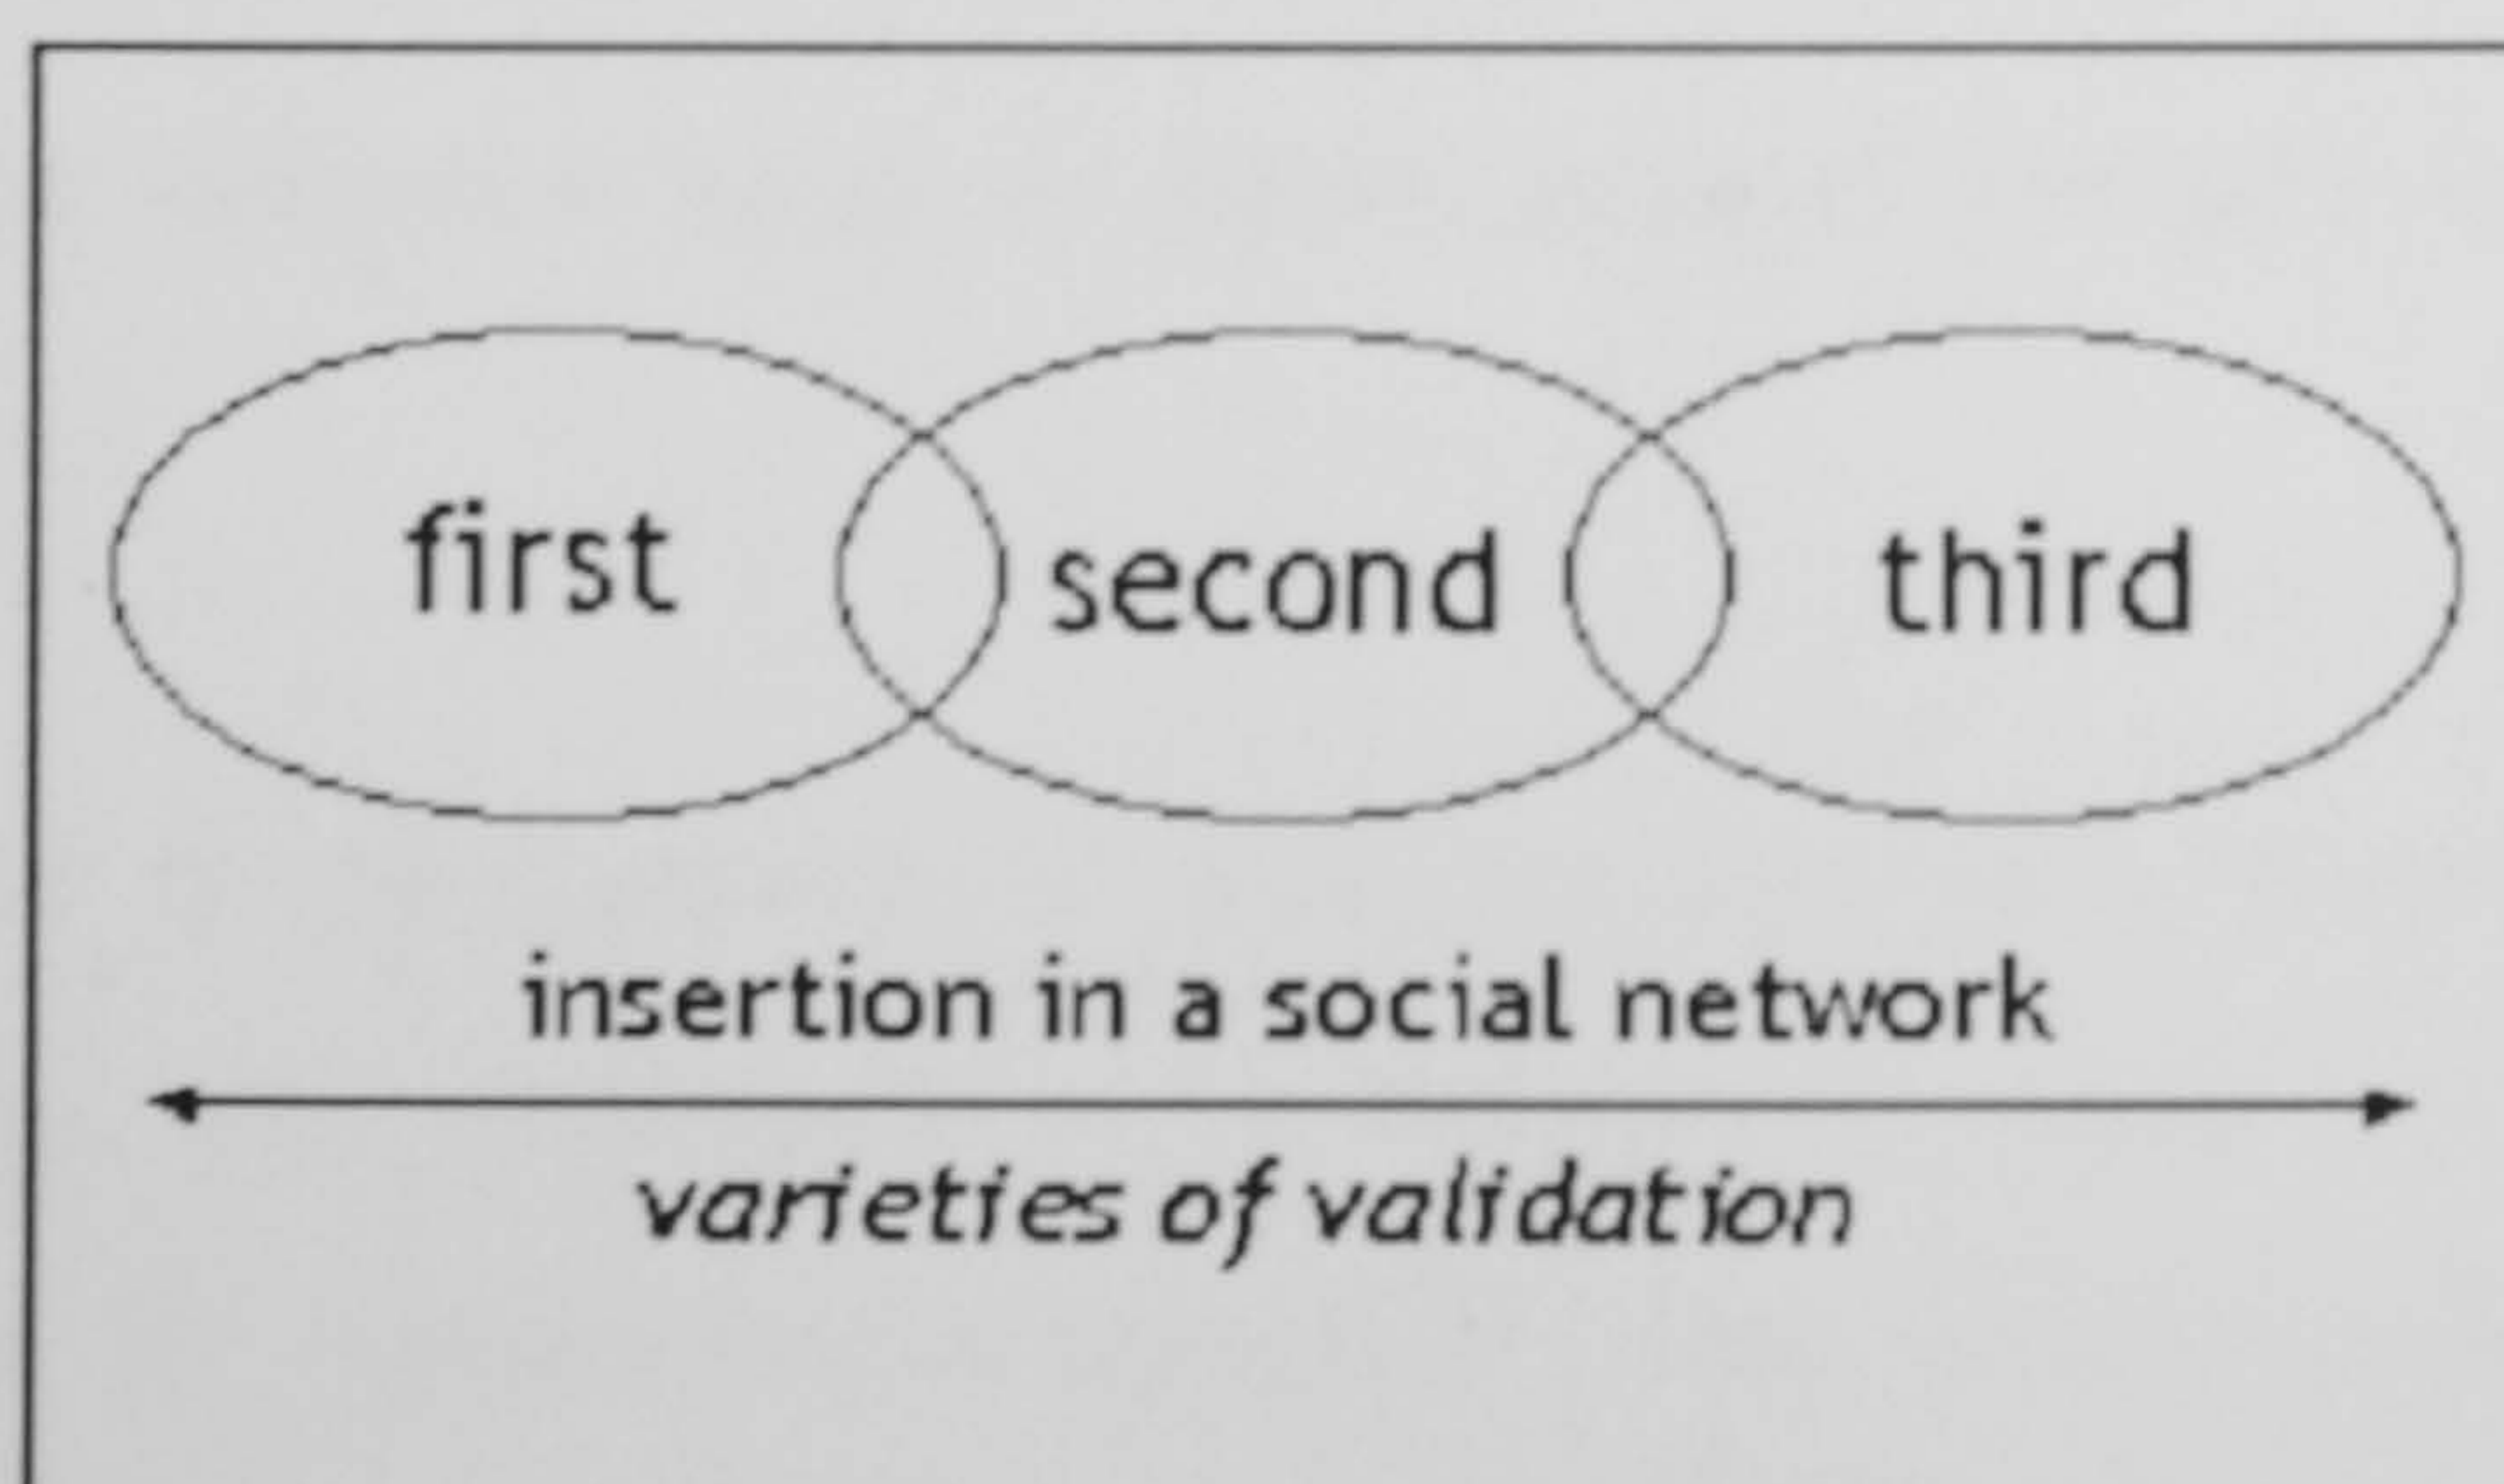 first second third
insertion in a social network
varieties of validation